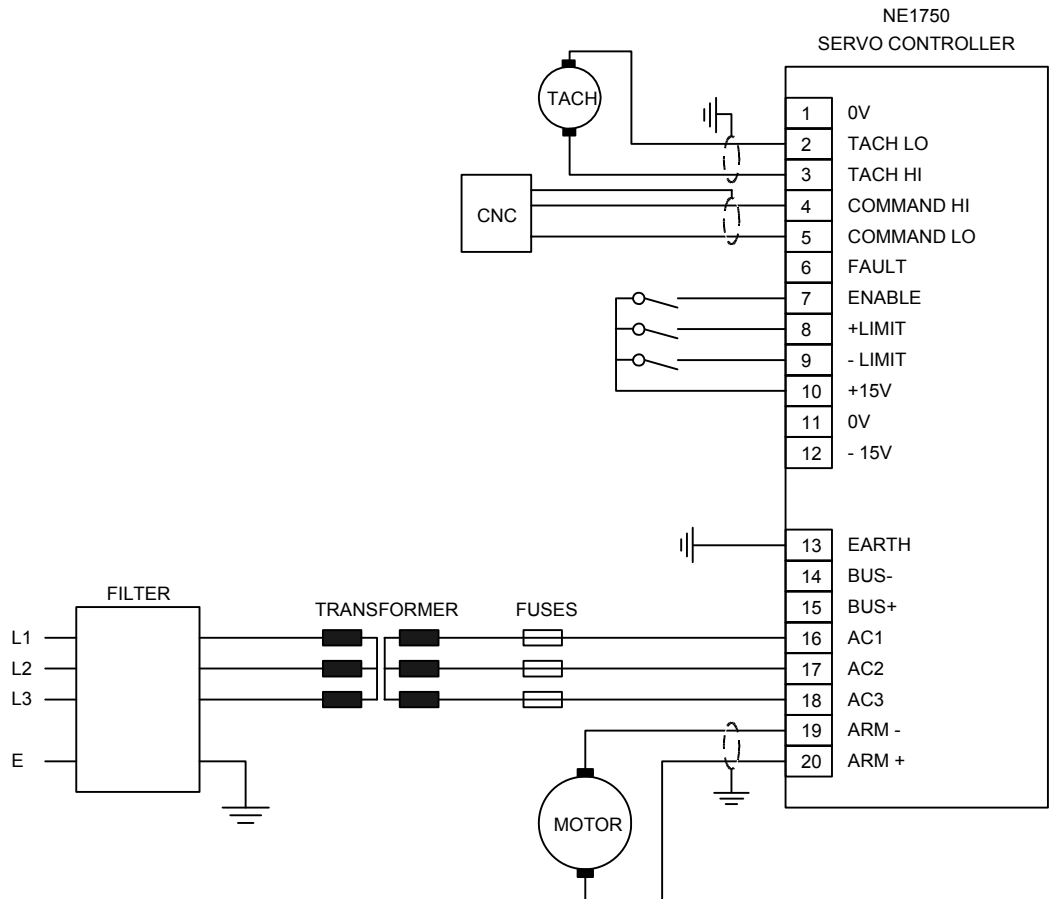 NE1750
SERVO CONTROLLER
TACH
1 0V
2 TACH LO
3 TACH HI
CNC
4 COMMAND HI
5 COMMAND LO
6 FAULT
7 ENABLE
8 +LIMIT
9 - LIMIT
10 +15V
11 0V
12 - 15V
13 EARTH
14 BUS-
15 BUS+
FILTER
TRANSFORMER
FUSES
L1
16 AC1
L2
17 AC2
L3
18 AC3
19 ARM -
E
20 ARM +
MOTOR